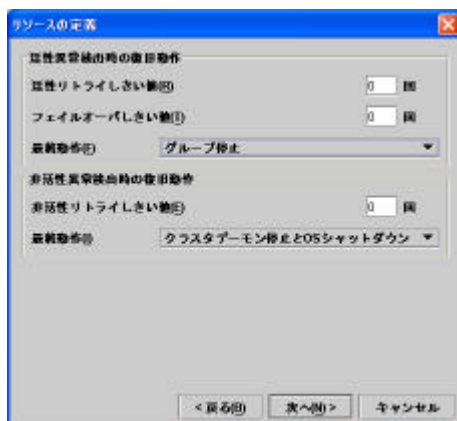 リソースの定義
活性異常検出時の復旧動作
活性リトライしきい値(R) 0 回
フェイルオーバしきい値(T) 0 回
最終動作(F) グループ停止
非活性異常検出時の復旧動作
非活性リトライしきい値(E) 0 回
最終動作(I) クラスタデーモン停止とOSシャットダウン
<戻る(B) 次へ(N)> キャンセル